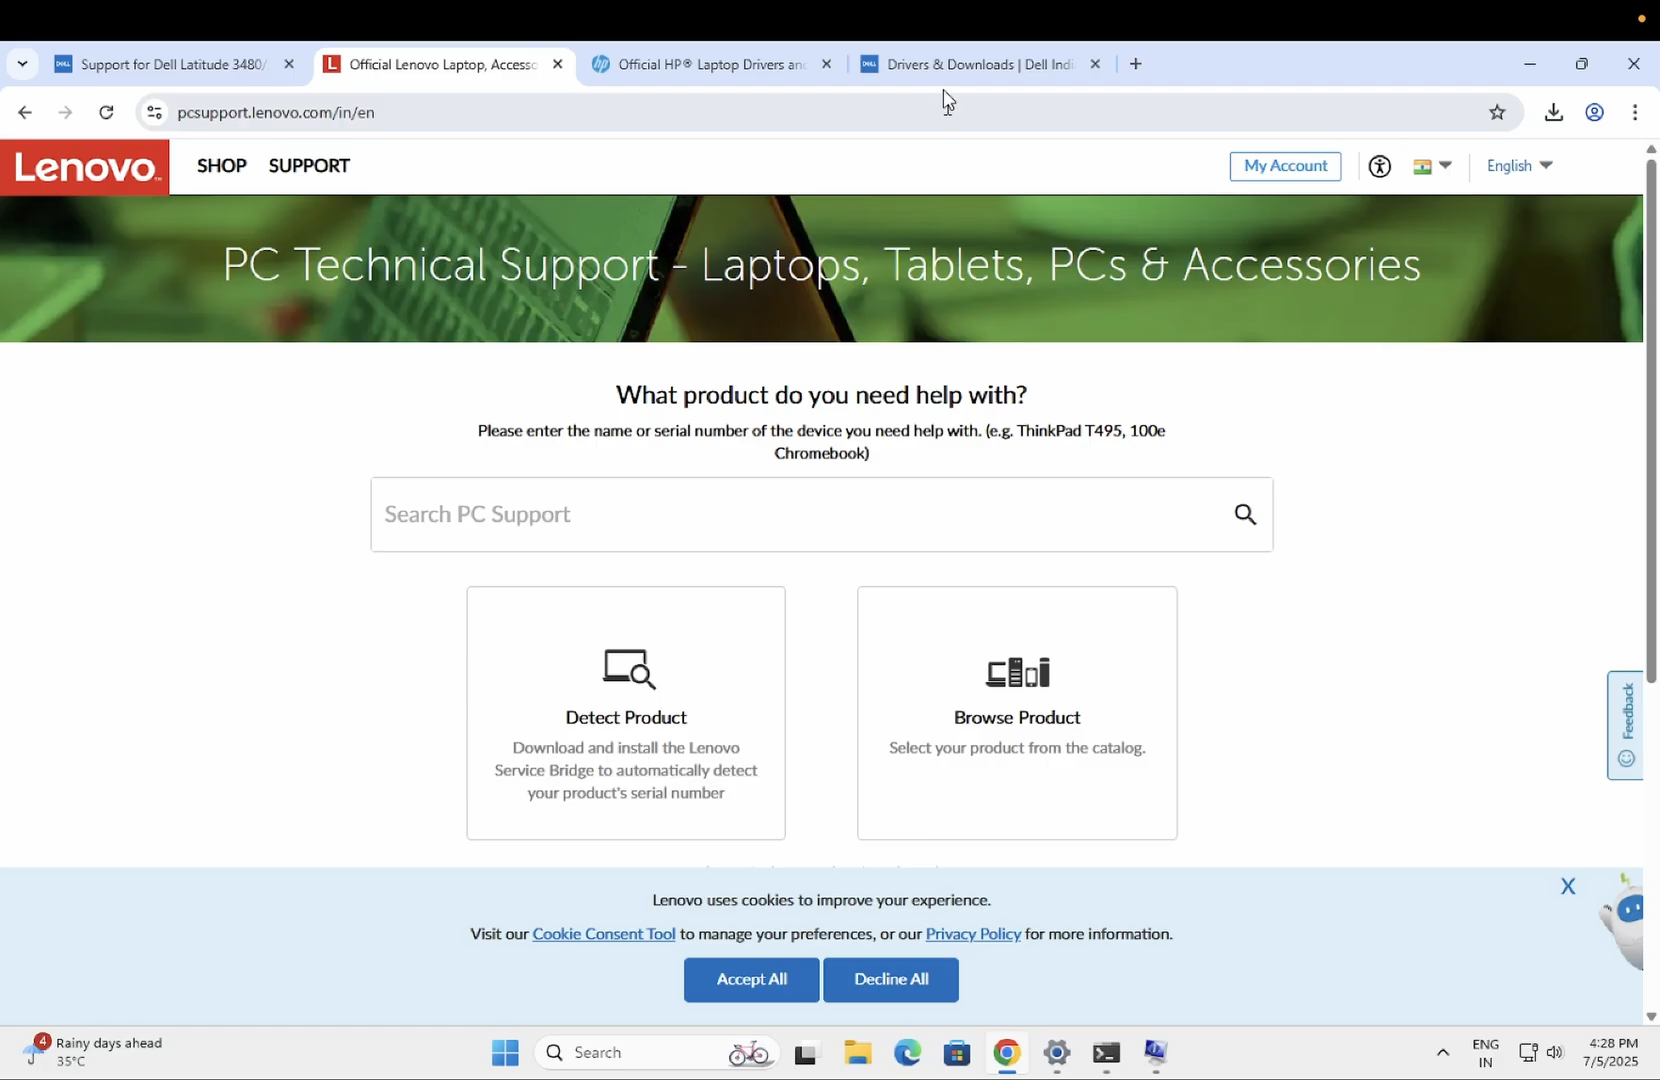 Support for Dell Latitude 3480/
Official Lenovo Laptop, Accesso
Official HP® Laptop Drivers and
Drivers & Downloads | Dell Indi
pcsupport.lenovo.com/in/en
Lenovo
SHOP
SUPPORT
My Account
English
PC Technical Support - Laptops, Tablets, PCs & Accessories
What product do you need help with?
Please enter the name or serial number of the device you need help with. (e.g. ThinkPad T495, 100e
Chromebook)
Search PC Support
Detect Product
Download and install the Lenovo
Service Bridge to automatically detect
your product's serial number
Browse Product
Select your product from the catalog.
Feedback
Lenovo uses cookies to improve your experience.
X
Visit our Cookie Consent Tool to manage your preferences, or our Privacy Policy for more information.
Accept All
Decline All
4
Rainy days ahead
35°C
Search
ENG
IN
4:28 PM
7/5/2025